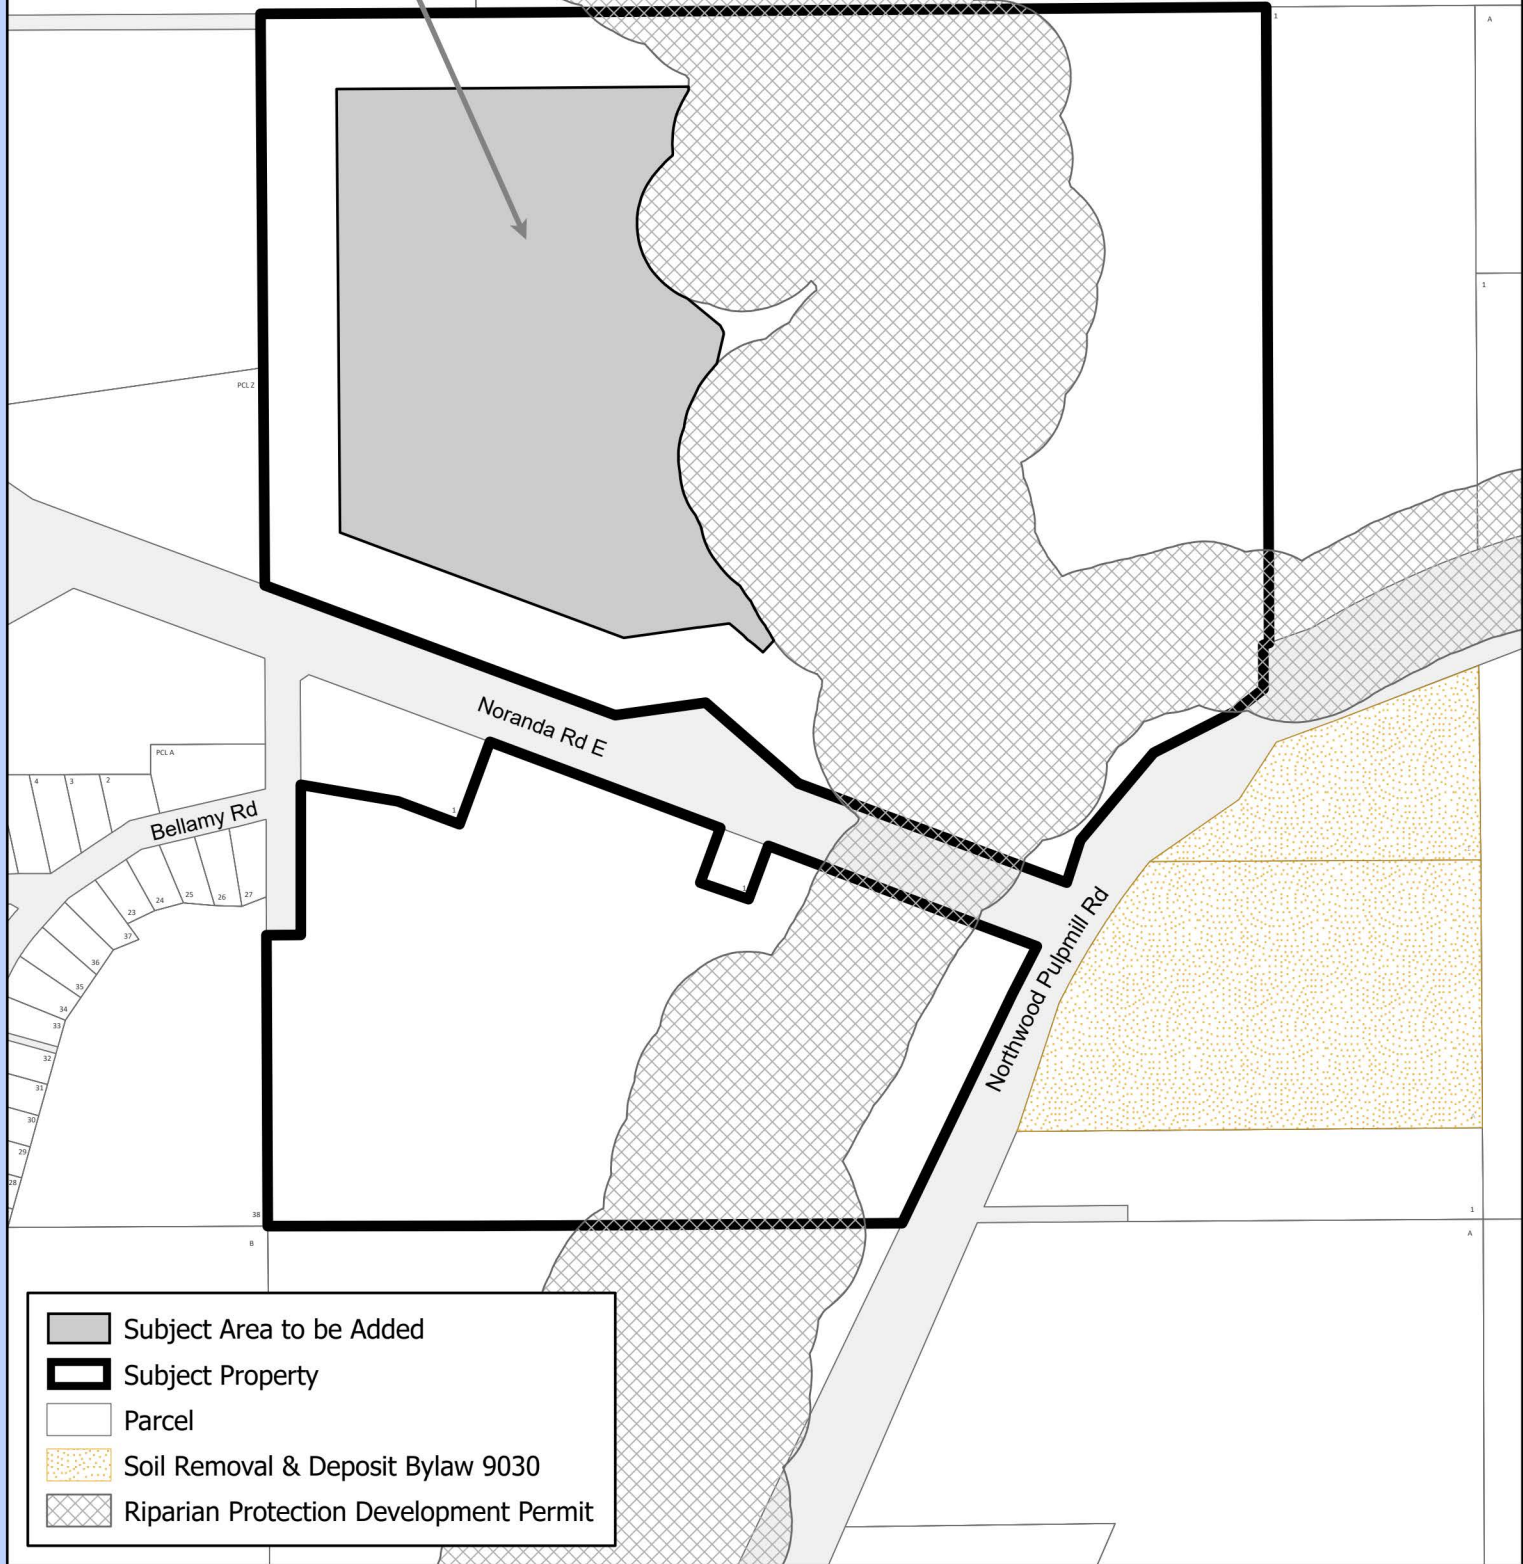 1
A
1
PCL Z
Noranda Rd E
PCL A
4
3
2
1
Bellamy Rd
1
27
26
25
24
23
37
Northwood Pulpmill Rd
36
35
34
33
32
31
30
29
28
38
1
B
A
Subject Area to be Added
Subject Property
Parcel
Soil Removal & Deposit Bylaw 9030
Riparian Protection Development Permit